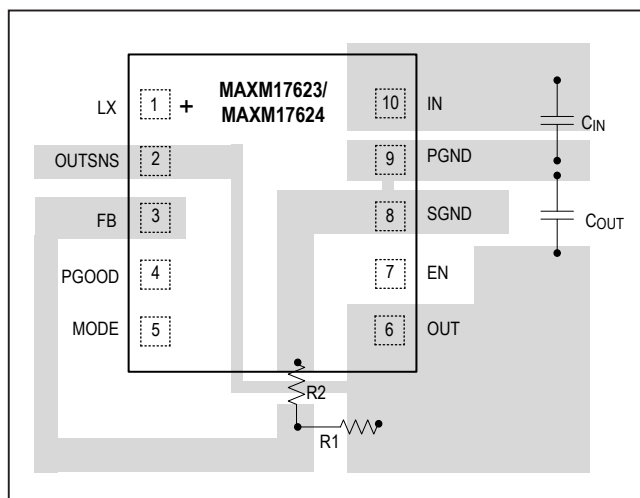 MAXM17623/
MAXM17624
LX 1 + 10 IN
CIN
OUTSNS 2 9 PGND
FB 3 8 SGND
COUT
PGOOD 4 7 EN
MODE 5 6 OUT
R2
R1